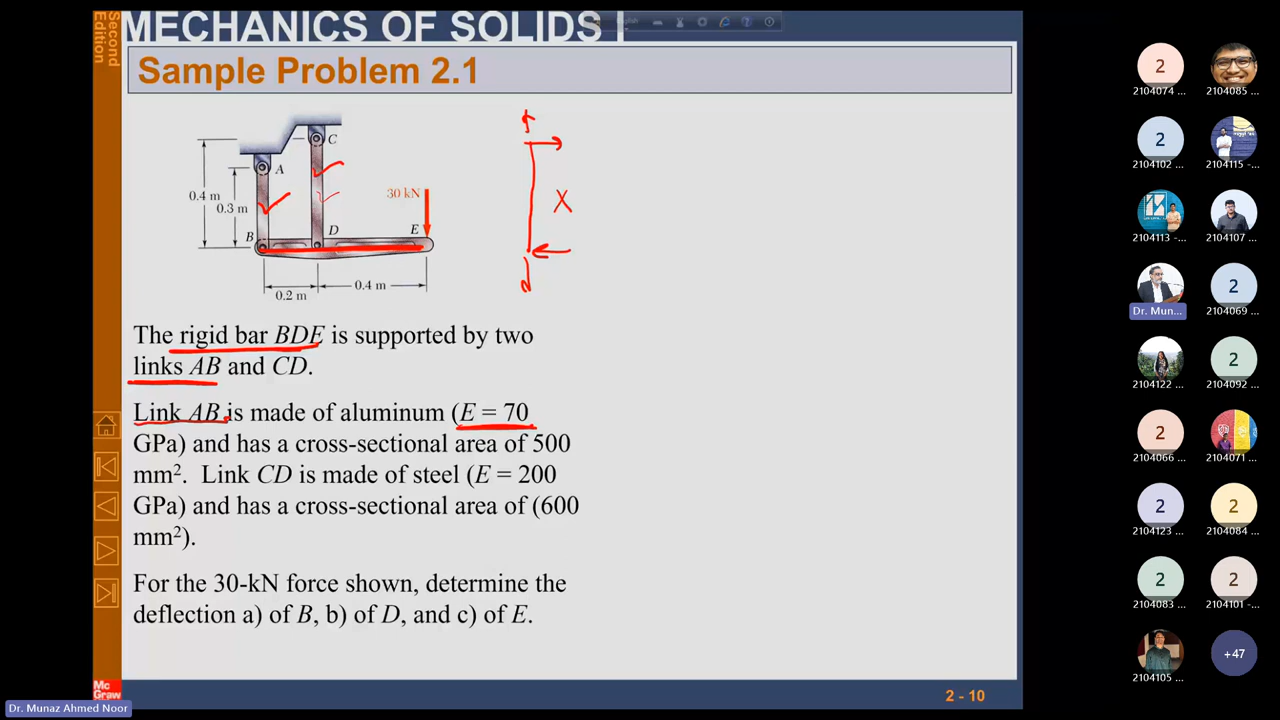 Second
Edition
MECHANICS OF SOLIDS I
English
Sample Problem 2.1
C
A
0.4 m
0.3 m
30 kN
B
D
E
0.2 m
0.4 m
X
The rigid bar BDE is supported by two
links AB and CD.
Link AB is made of aluminum (E = 70
GPa) and has a cross-sectional area of 500
mm². Link CD is made of steel (E = 200
GPa) and has a cross-sectional area of (600
mm²).
For the 30-kN force shown, determine the
deflection a) of B, b) of D, and c) of E.
Mc
Graw
2 - 10
Dr. Munaz Ahmed Noor
2
2104074 ...
2104085 ...
2
2104102 ...
2104115 -...
2104113 -...
2104107 ...
Dr. Mun...
2
2104069 ...
2104122 ...
2
2104092 ...
2
2104066 ...
2104071 ...
2
2104123 ...
2
2104084 ...
2
2104083 ...
2
2104101 -...
2104105 ...
+47